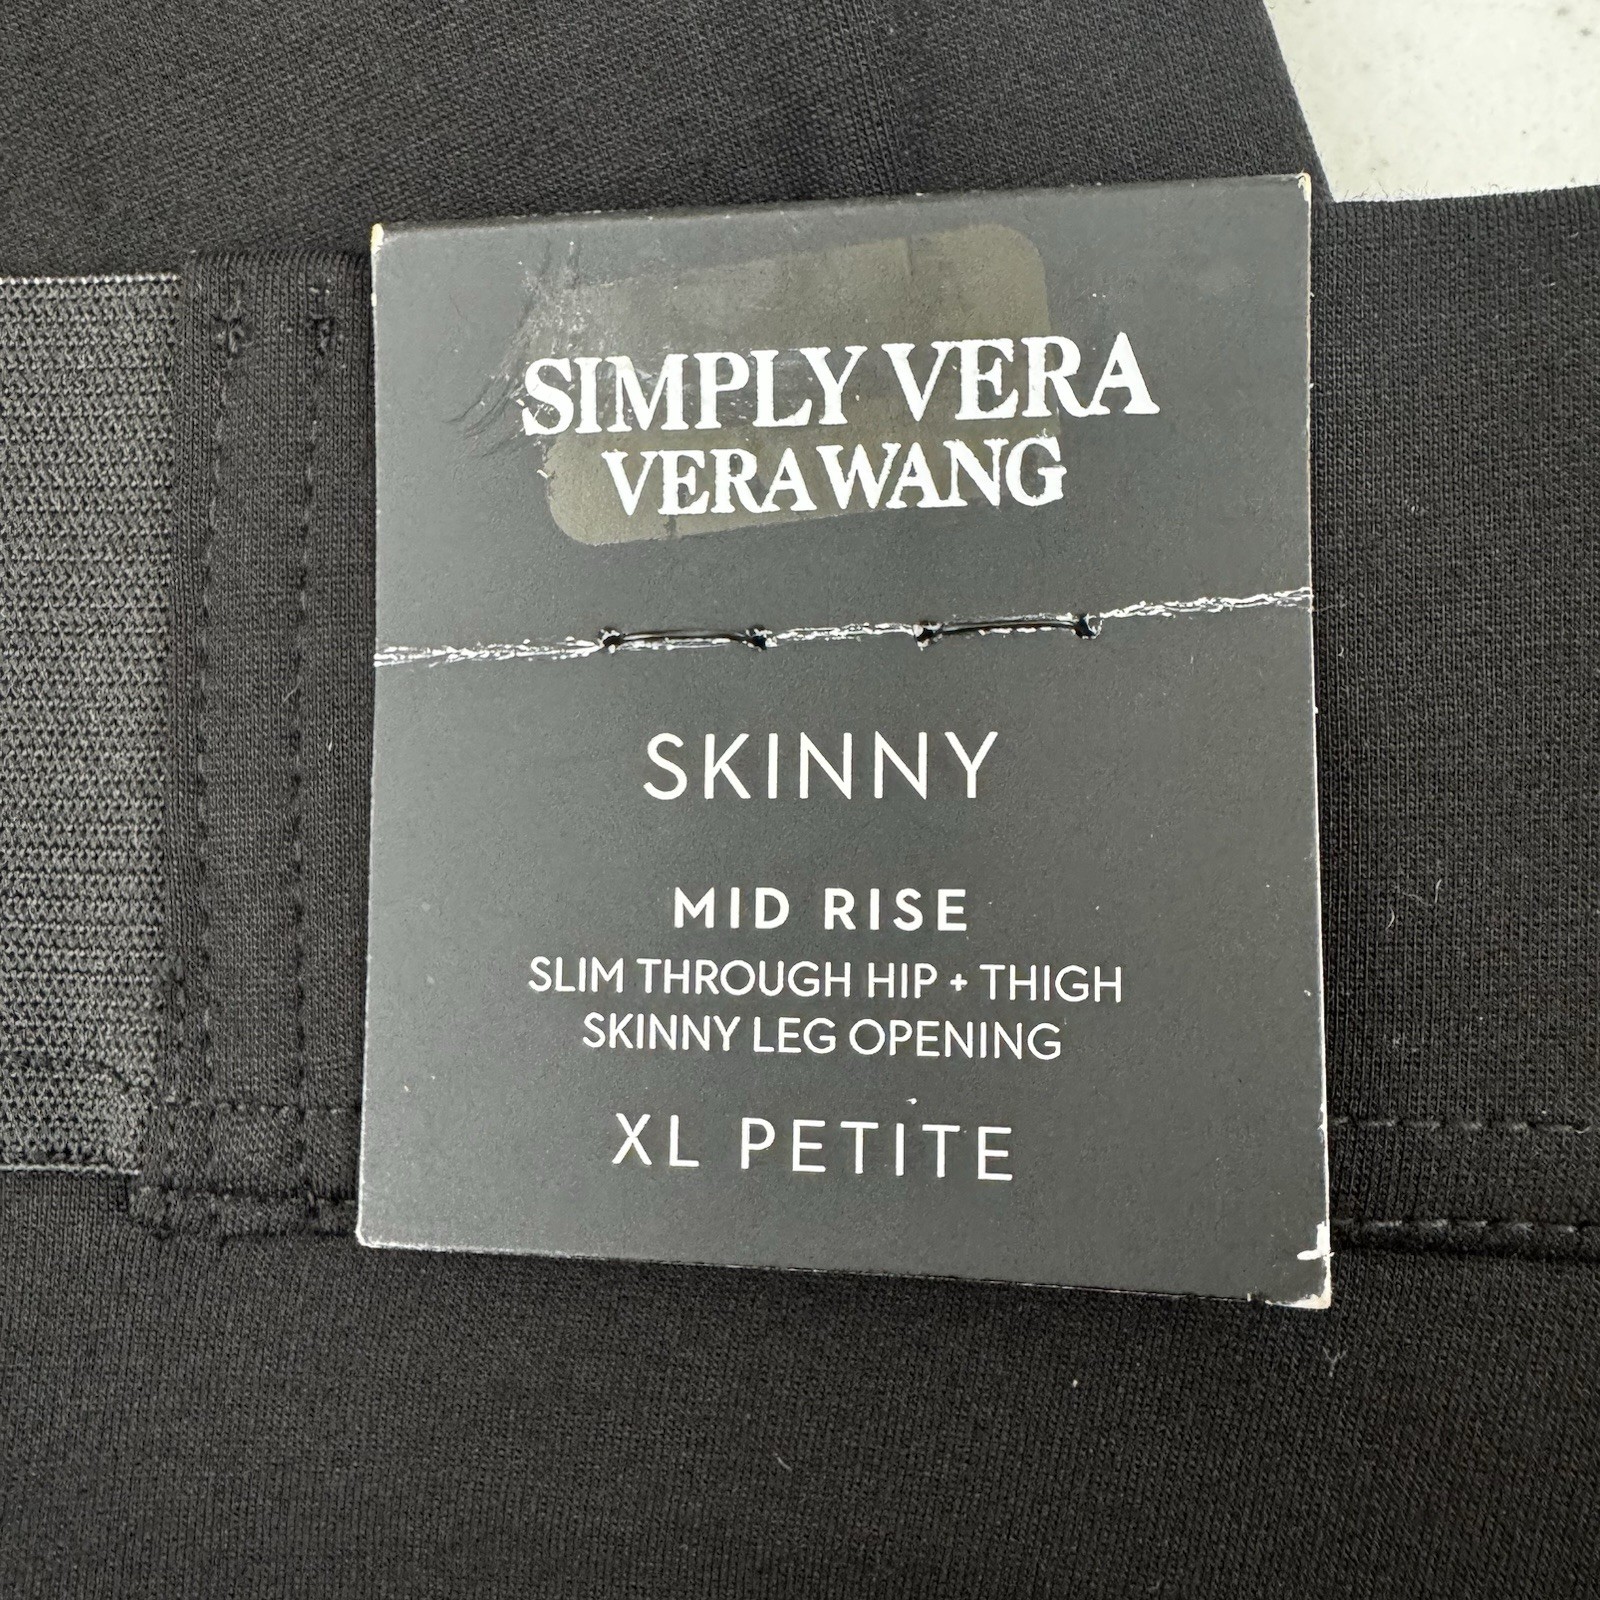 SIMPLY VERA
VERA WANG
SKINNY
MID RISE
SLIM THROUGH HIP + THIGH
SKINNY LEG OPENING
XL PETITE